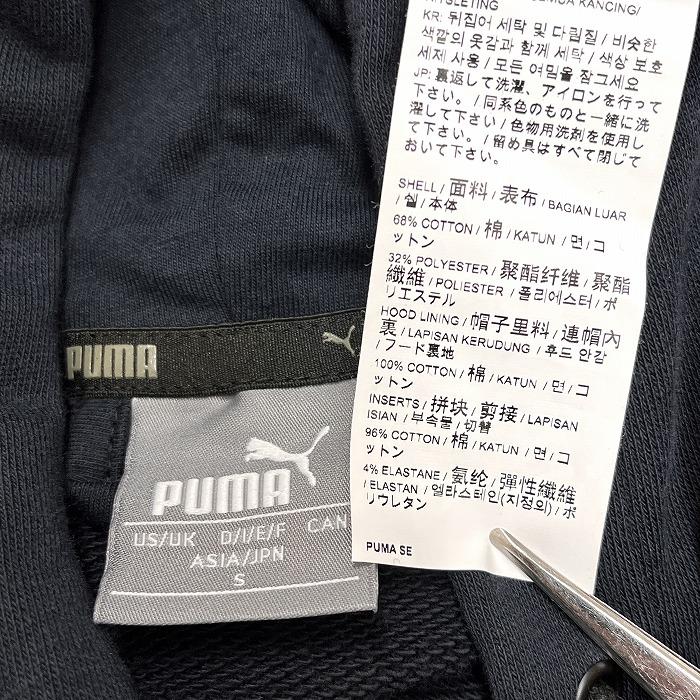 SEMUA KANCING/
RITSLETING
KR: 뒤집어 세탁 및 다림질 / 비슷한
색깔의 옷감과 함께 세탁 / 색상 보호
세제 사용 / 모든 여밈을 잠그세요
JP: 裏返して洗濯、アイロンを行って
下さい。/ 同系色のものと一緒に洗
濯して下さい / 色物用洗剤を使用し
て下さい。/ 留め具はすべて閉じて
おいて下さい。
SHELL / 面料 / 表布 / BAGIAN LUAR
/ 쉘 / 本体
68% COTTON / 棉 / KATUN / 면 / コ
ットン
32% POLYESTER / 聚酯纤维 / 聚酯
纖維 / POLIESTER / 폴리에스터 / ポ
リエステル
HOOD LINING / 帽子里料 / 連帽內
裏 / LAPISAN KERUDUNG / 후드 안감
/ フード裏地
100% COTTON / 棉 / KATUN / 면 / コ
ットン
INSERTS / 拼块 / 剪接 / LAPISAN
ISIAN / 부속물 / 切替
96% COTTON / 棉 / KATUN / 면 / コ
ットン
4% ELASTANE / 氨纶 / 彈性纖維
/ ELASTAN / 엘라스테인(지정외) / ポ
リウレタン
PUMA SE
PUMA
PUMA
US/UK D/I/E/F CAN
ASIA/JPN
S